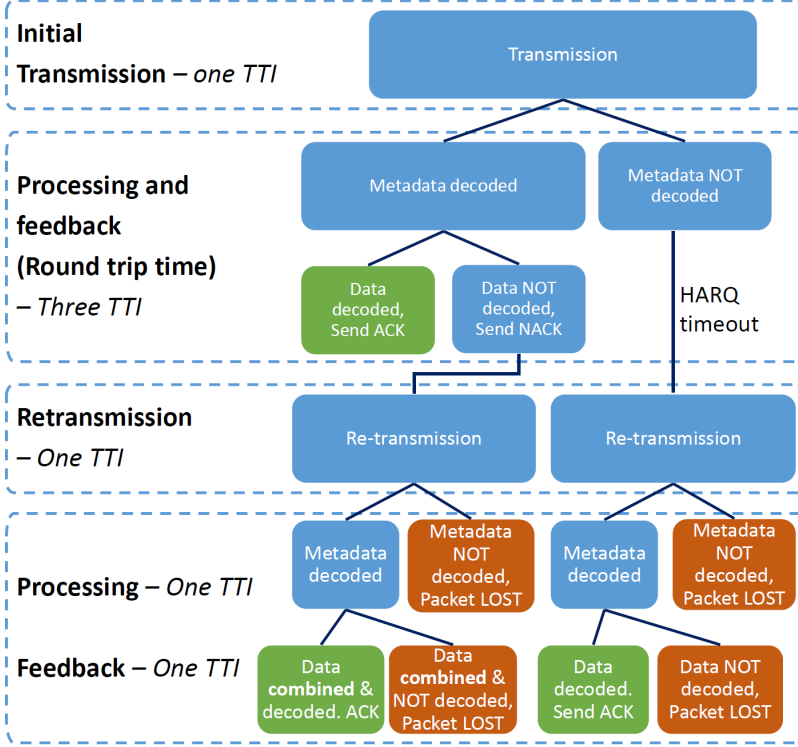 Initial
Transmission – one TTI
Transmission
Processing and
feedback
(Round trip time)
– Three TTI
Metadata decoded
Metadata NOT
decoded
Data
decoded,
Send ACK
Data NOT
decoded,
Send NACK
HARQ
timeout
Retransmission
– One TTI
Re-transmission
Re-transmission
Processing – One TTI
Metadata
decoded
Metadata
NOT
decoded,
Packet LOST
Metadata
decoded
Metadata
NOT
decoded,
Packet LOST
Feedback – One TTI
Data
combined &
decoded. ACK
Data
combined &
NOT decoded,
Packet LOST
Data
decoded.
Send ACK
Data NOT
decoded,
Packet LOST